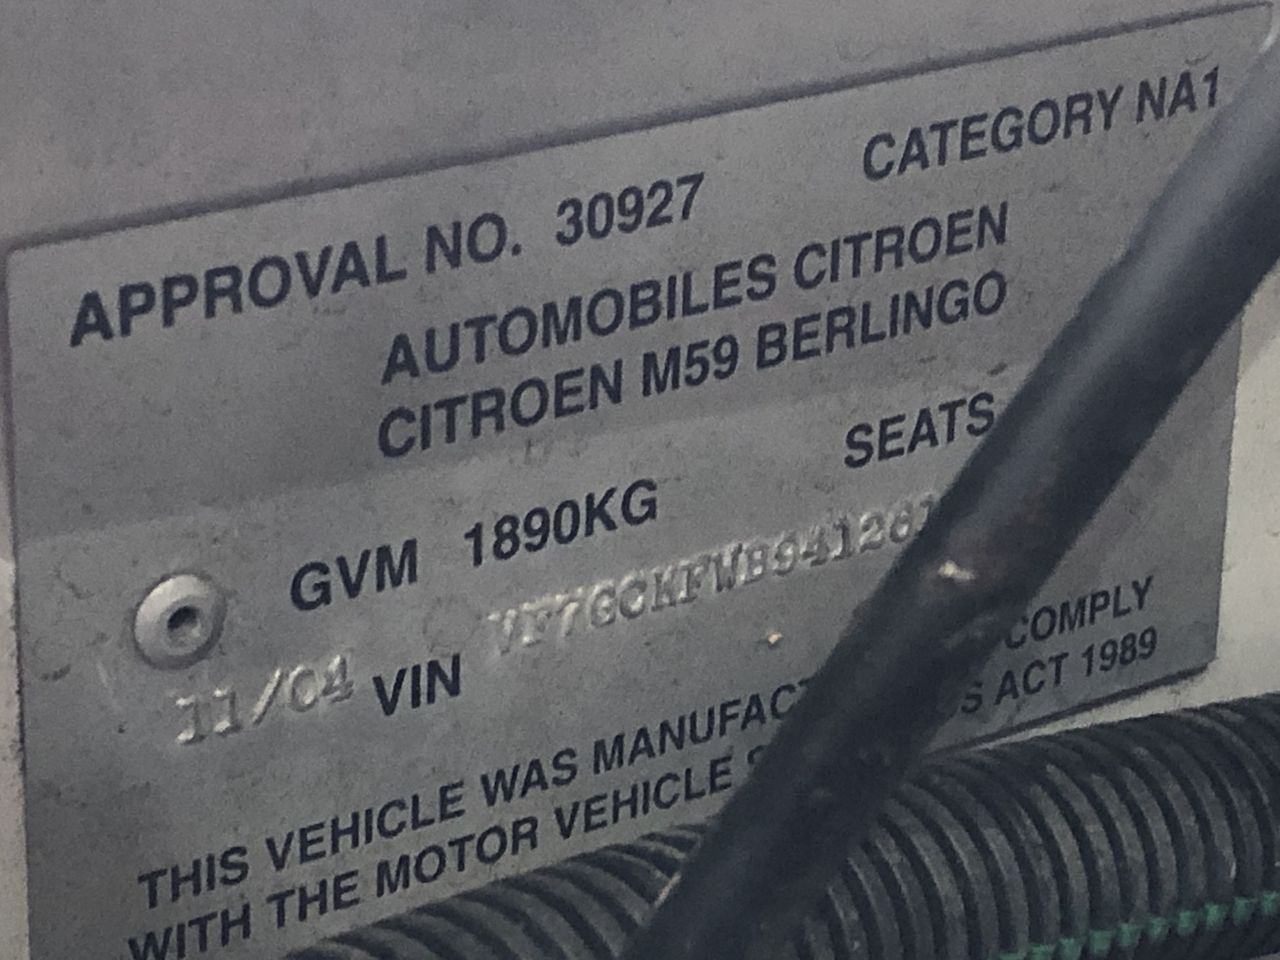 APPROVAL NO. 30927 CATEGORY NA1
AUTOMOBILES CITROEN
CITROEN M59 BERLINGO
GVM 1890KG SEATS
11/04 VIN
THIS VEHICLE WAS MANUFACT COMPLY
WITH THE MOTOR VEHICLE S ACT 1989